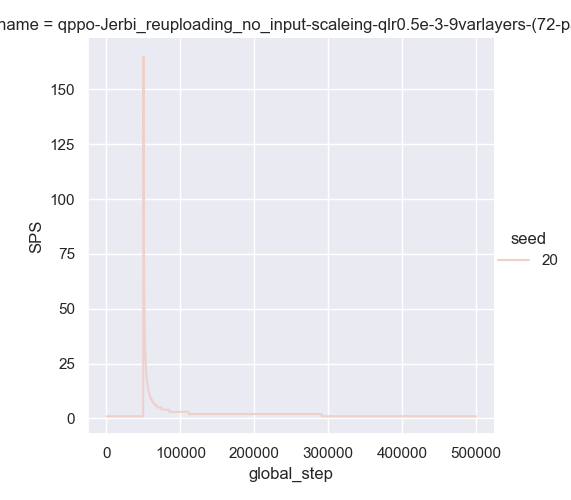 name = qppo-Jerbi_reuploading_no_input-scaleing-qlr0.5e-3-9varlayers-(72-p
150
125
100
75
50
25
0
SPS
0 100000 200000 300000 400000 500000
global_step
seed
20